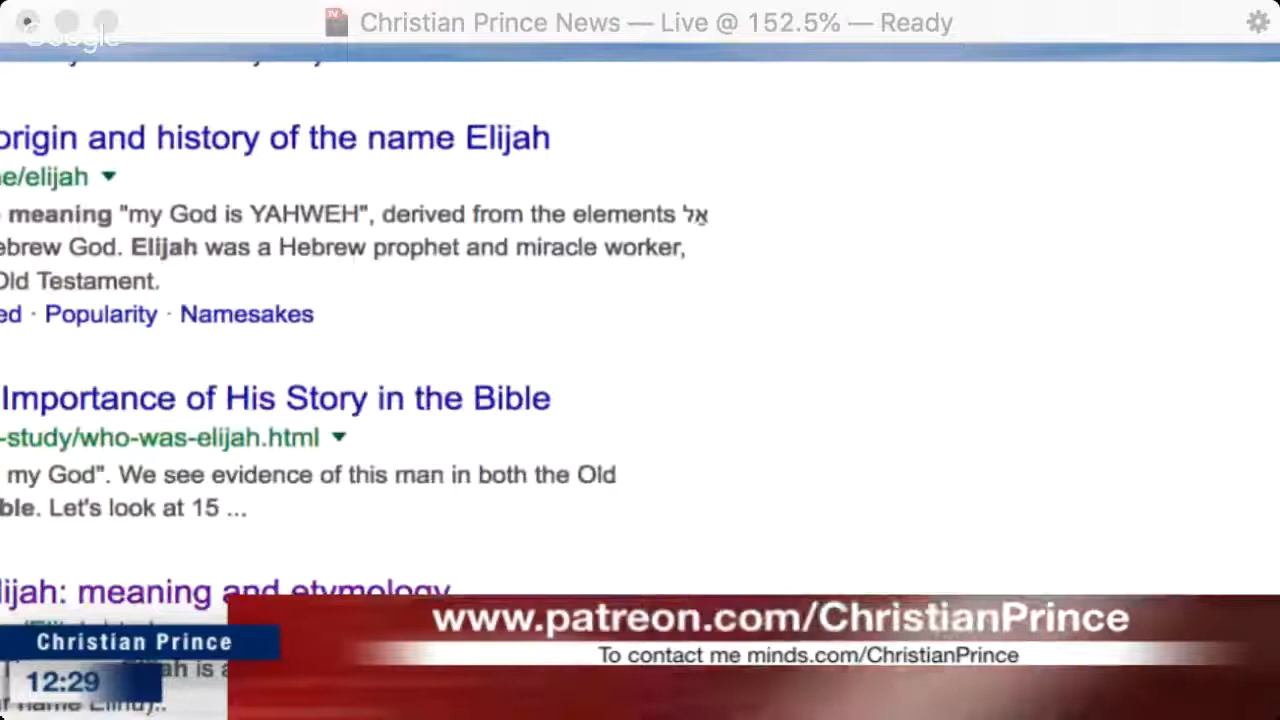 Christian Prince News — Live @ 152.5% — Ready
Google
origin and history of the name Elijah
e/elijah
meaning "my God is YAHWEH", derived from the elements אֵל
ebrew God. Elijah was a Hebrew prophet and miracle worker,
Old Testament.
ed · Popularity · Namesakes
Importance of His Story in the Bible
-study/who-was-elijah.html
my God". We see evidence of this man in both the Old
ble. Let's look at 15 ...
lijah: meaning and etymology
www.patreon.com/ChristianPrince
Christian Prince
To contact me minds.com/ChristianPrince
12:29